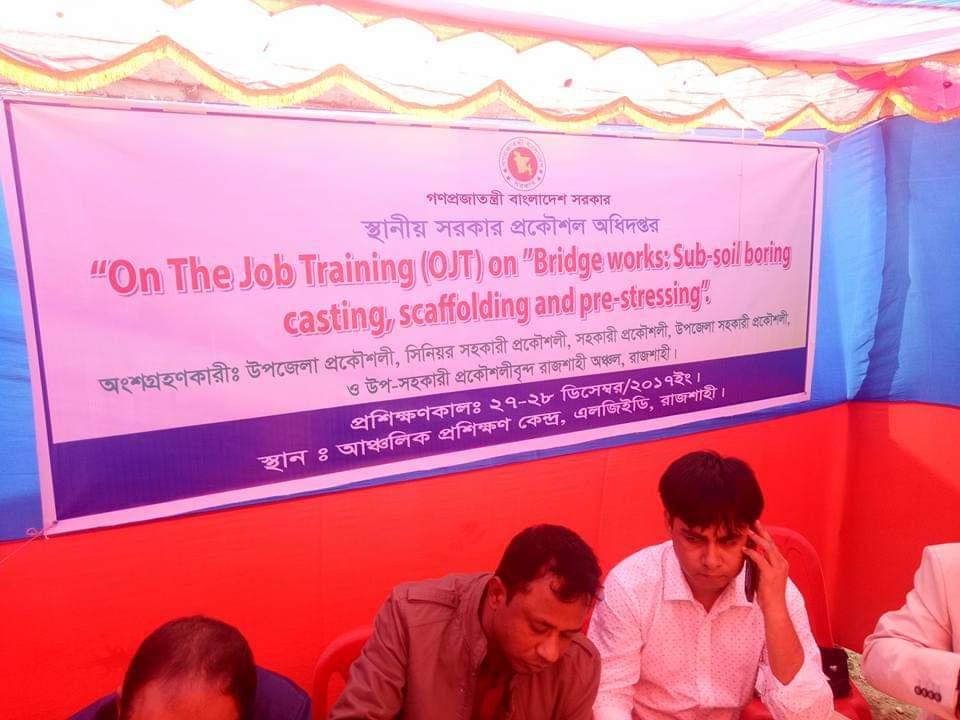 গণপ্রজাতন্ত্রী বাংলাদেশ সরকার
স্থানীয় সরকার প্রকৌশল অধিদপ্তর
“On The Job Training (OJT) on ”Bridge works: Sub-soil boring
casting, scaffolding and pre-stressing”.
অংশগ্রহণকারীঃ উপজেলা প্রকৌশলী, সিনিয়র সহকারী প্রকৌশলী, সহকারী প্রকৌশলী, উপজেলা সহকারী প্রকৌশলী,
ও উপ-সহকারী প্রকৌশলীবৃন্দ রাজশাহী অঞ্চল, রাজশাহী।
প্রশিক্ষণকালঃ ২৭-২৮ ডিসেম্বর/২০১৭ইং।
স্থান ঃ আঞ্চলিক প্রশিক্ষণ কেন্দ্র, এলজিইডি, রাজশাহী।